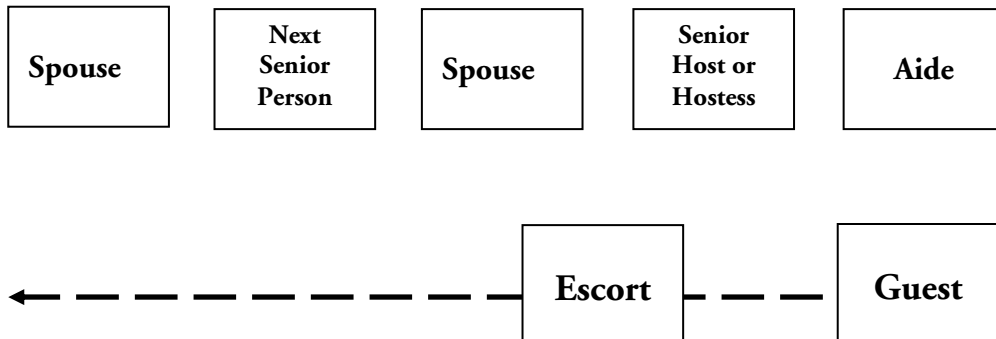 Spouse
Next
Senior
Person
Spouse
Senior
Host or
Hostess
Aide
Escort
Guest